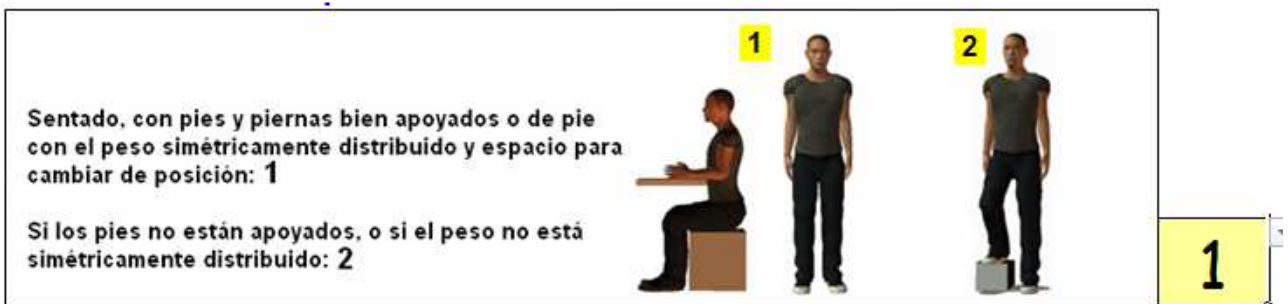 1
2
Sentado, con pies y piernas bien apoyados o de pie
con el peso simétricamente distribuido y espacio para
cambiar de posición: 1
Si los pies no están apoyados, o si el peso no está
simétricamente distribuido: 2
1